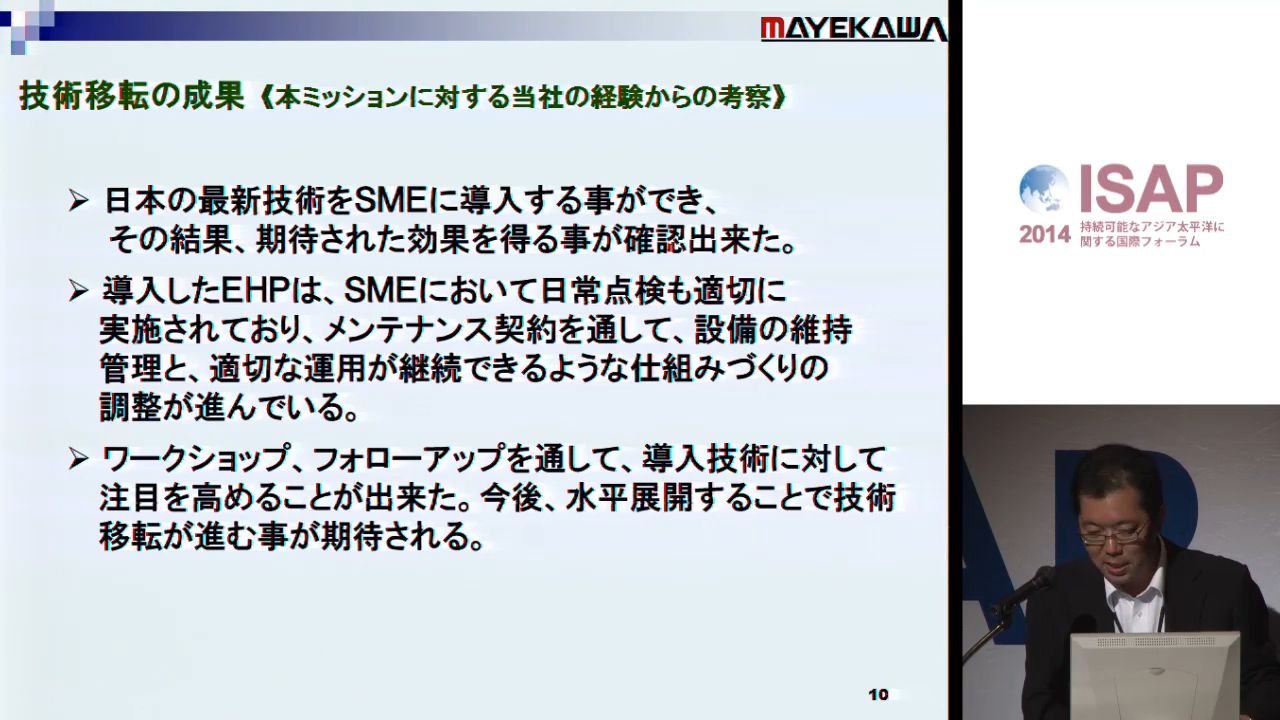 MAYEKAWA
技術移転の成果《本ミッションに対する当社の経験からの考察》
➢ 日本の最新技術をSMEに導入する事ができ、
その結果、期待された効果を得る事が確認出来た。
➢ 導入したEHPは、SMEにおいて日常点検も適切に
実施されており、メンテナンス契約を通して、設備の維持
管理と、適切な運用が継続できるような仕組みづくりの
調整が進んでいる。
➢ ワークショップ、フォローアップを通して、導入技術に対して
注目を高めることが出来た。今後、水平展開することで技術
移転が進む事が期待される。
10
ISAP
2014
持続可能なアジア太平洋に
関する国際フォーラム
AP